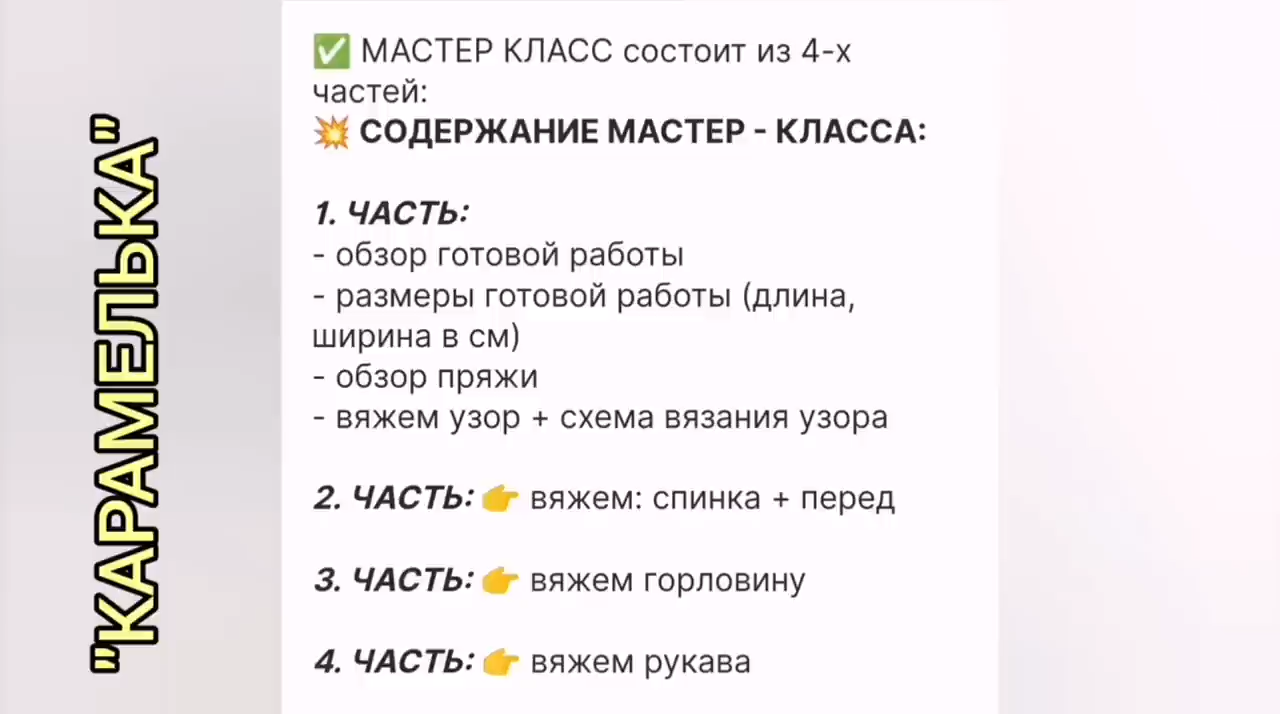 "КАРАМЕЛЬКА"
✅ МАСТЕР КЛАСС состоит из 4-х
частей:
💥 СОДЕРЖАНИЕ МАСТЕР - КЛАССА:
1. ЧАСТЬ:
- обзор готовой работы
- размеры готовой работы (длина,
ширина в см)
- обзор пряжи
- вяжем узор + схема вязания узора
2. ЧАСТЬ: 👉 вяжем: спинка + перед
3. ЧАСТЬ: 👉 вяжем горловину
4. ЧАСТЬ: 👉 вяжем рукава